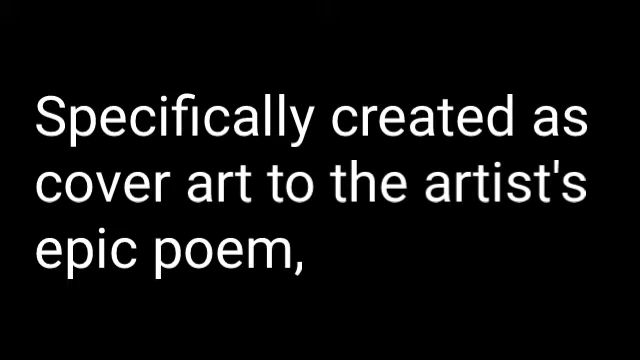 Specifically created as
cover art to the artist's
epic poem,